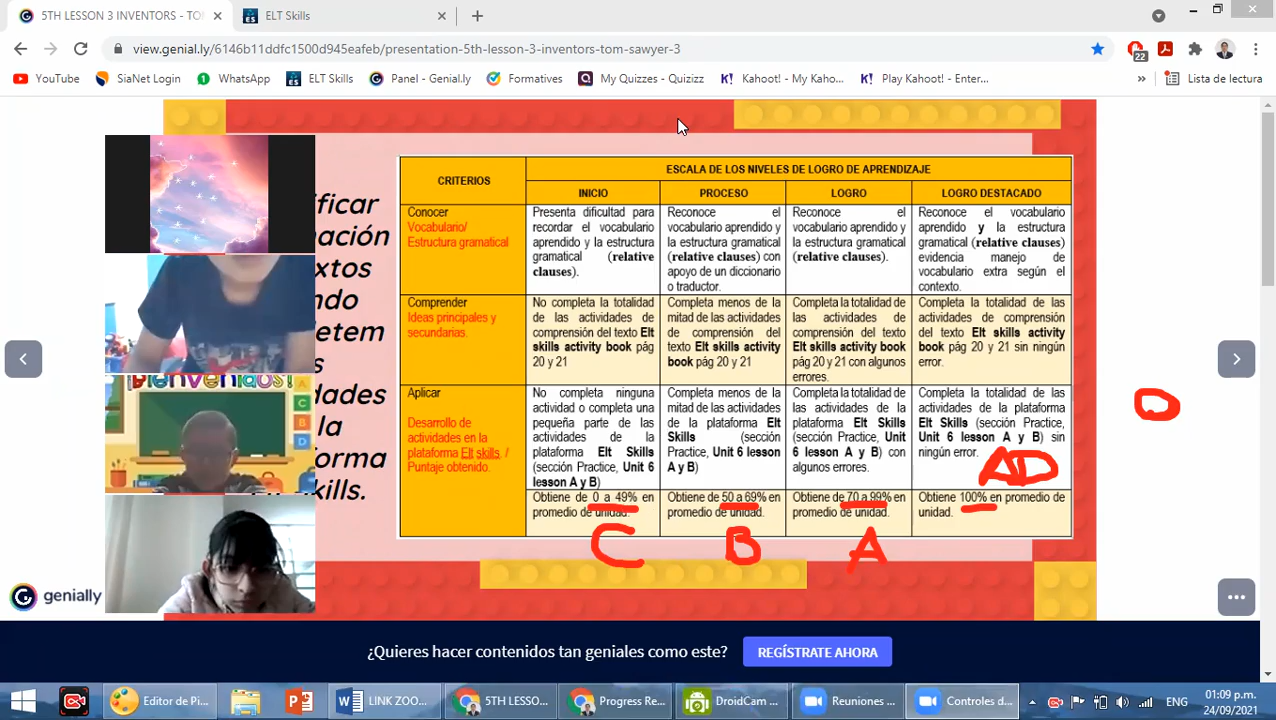 5TH LESSON 3 INVENTORS - TO
ELT Skills
view.genial.ly/6146b11ddfc1500d945eafeb/presentation-5th-lesson-3-inventors-tom-sawyer-3
22
YouTube
SiaNet Login
WhatsApp
ELT Skills
Panel - Genial.ly
Formatives
My Quizzes - Quizizz
Kahoot! - My Kaho...
Play Kahoot! - Enter...
»
Lista de lectura
ificar
uación
xtos
ndo
petem
s
dades
la
forma
kills.
¡Bienvenidos!
A
C
B
D
CRITERIOS
ESCALA DE LOS NIVELES DE LOGRO DE APRENDIZAJE
INICIO
PROCESO
LOGRO
LOGRO DESTACADO
Conocer
Vocabulario/
Estructura gramatical
Presenta dificultad para
recordar el vocabulario
aprendido y la estructura
gramatical (relative
clauses).
Reconoce el
vocabulario aprendido y
la estructura gramatical
(relative clauses) con
apoyo de un diccionario
o traductor.
Reconoce el
vocabulario aprendido y
la estructura gramatical
(relative clauses).
Reconoce el vocabulario
aprendido y la estructura
gramatical (relative clauses)
evidencia manejo de
vocabulario extra según el
contexto.
Comprender
Ideas principales y
secundarias.
No completa la totalidad
de las actividades de
comprensión del texto Elt
skills activity book pág
20 y 21
Completa menos de la
mitad de las actividades
de comprensión del
texto Elt skills activity
book pág 20 y 21
Completa la totalidad de
las actividades de
comprensión del texto
Elt skills activity book
pág 20 y 21 con algunos
errores.
Completa la totalidad de las
actividades de comprensión
del texto Elt skills activity
book pág 20 y 21 sin ningún
error.
Aplicar
Desarrollo de
actividades en la
plataforma Elt skills /
Puntaje obtenido.
No completa ninguna
actividad o completa una
pequeña parte de las
actividades de la
plataforma Elt Skills
(sección Practice, Unit 6
lesson A y B)
Completa menos de la
mitad de las actividades
de la plataforma Elt
Skills (sección
Practice, Unit 6 lesson
A y B)
Completa la totalidad de
las actividades de la
plataforma Elt Skills
(sección Practice, Unit
6 lesson A y B) con
algunos errores.
Completa la totalidad de las
actividades de la plataforma
Elt Skills (sección Practice,
Unit 6 lesson A y B) sin
ningún error.
AD
Obtiene de 0 a 49% en
promedio de unidad.
Obtiene de 50 a 69% en
promedio de unidad.
Obtiene de 70 a 99% en
promedio de unidad.
Obtiene 100% en promedio de
unidad.
C
B
A
genially
¿Quieres hacer contenidos tan geniales como este?
REGÍSTRATE AHORA
Editor de Pi...
LINK ZOO...
5TH LESSO...
Progress Re...
DroidCam ...
Reuniones ...
Controles d...
ENG
01:09 p.m.
24/09/2021